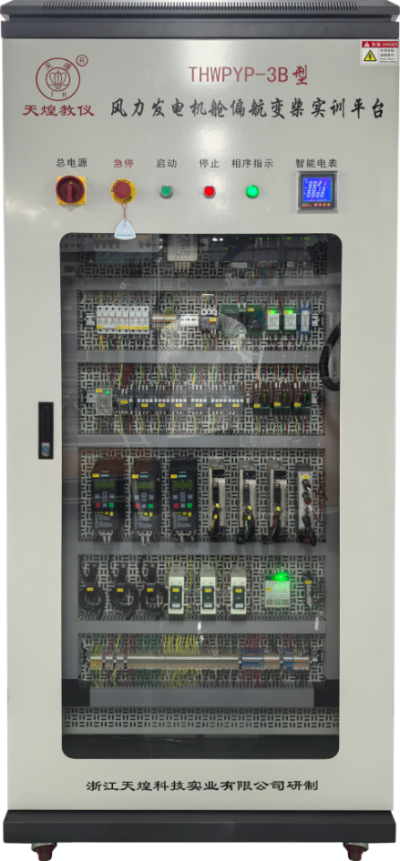 THWPYP-3B 型
®
天煌教仪
风力发电机舱偏航变桨实训平台
总电源
急停
启动
停止
相序指示
智能电表
浙江天煌科技实业有限公司研制